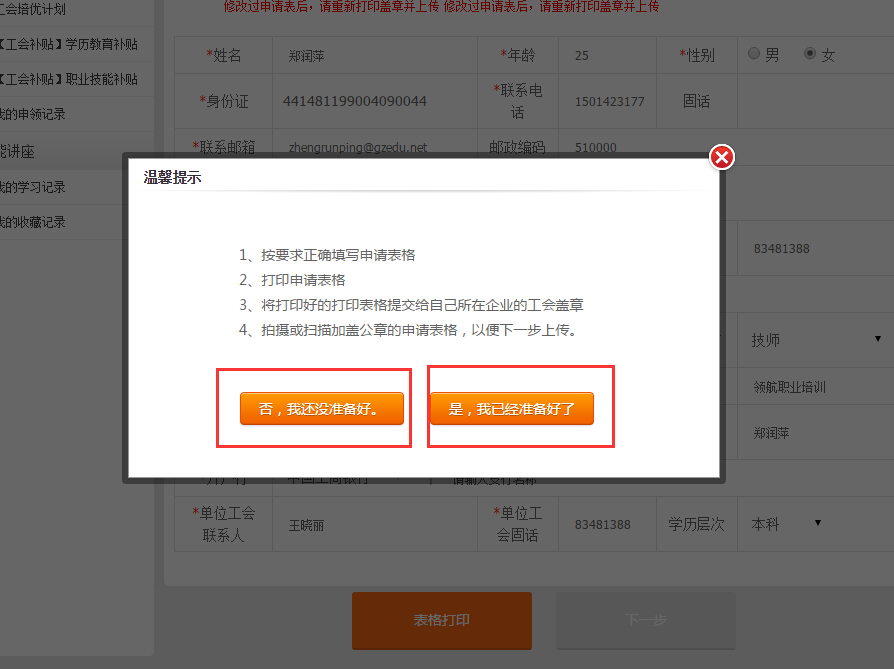 工会培优计划
修改过申请表后，请重新打印盖章并上传 修改过申请表后，请重新打印盖章并上传
【工会补贴】学历教育补贴
*姓名 郑润萍 *年龄 25 *性别 男 女
【工会补贴】职业技能补贴
*身份证 441481199004090044 *联系电话 1501423177 固话
我的申领记录
*联系邮箱 zhengrunping@gzedu.net 邮政编码 510000
能讲座
温馨提示
我的学习记录
我的收藏记录
83481388
1、按要求正确填写申请表格
2、打印申请表格
3、将打印好的打印表格提交给自己所在企业的工会盖章
4、拍摄或扫描加盖公章的申请表格，以便下一步上传。
技师
领航职业培训
否，我还没准备好。 是，我已经准备好了
郑润萍
*开户行 中国工商银行 请输入支行名称
*单位工会联系人 王晓丽 *单位工会固话 83481388 学历层次 本科
表格打印 下一步